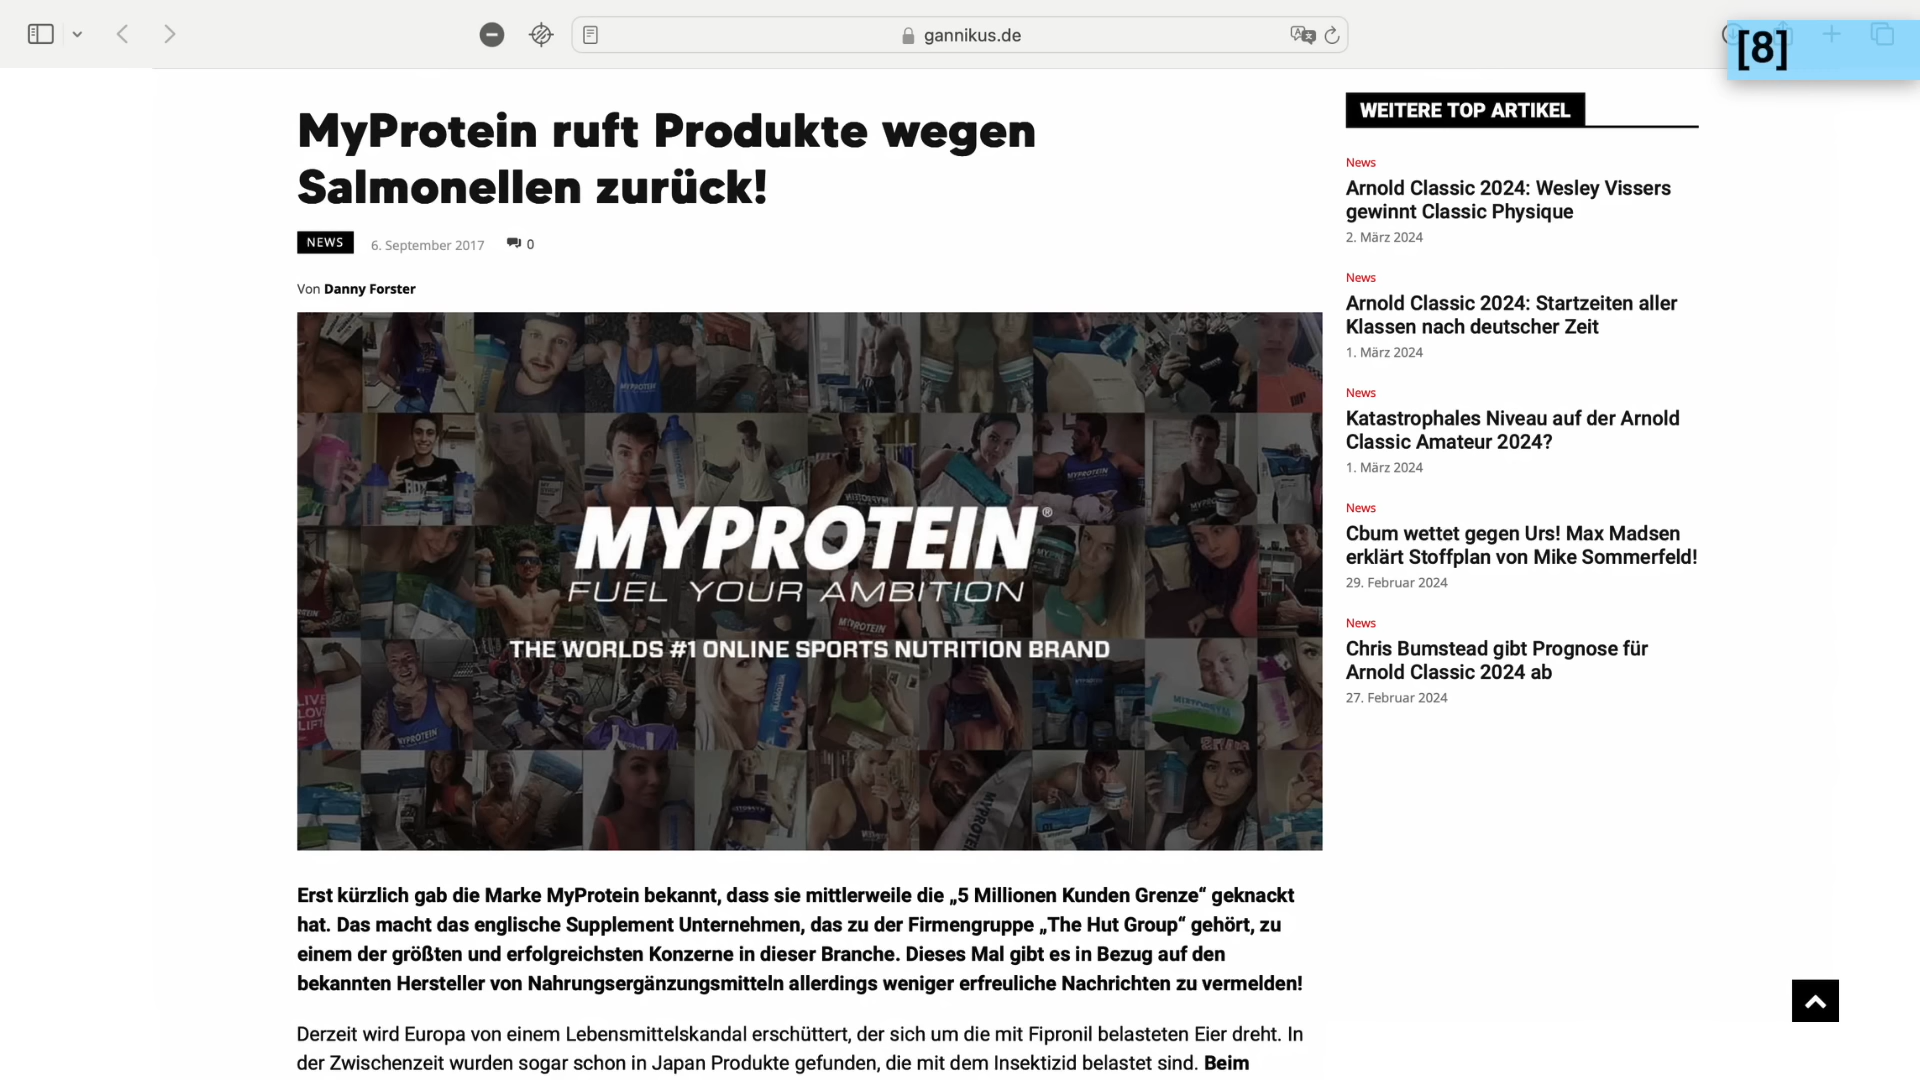 gannikus.de
[8]
MyProtein ruft Produkte wegen
Salmonellen zurück!
NEWS
6. September 2017
0
Von Danny Forster
MYPROTEIN®
FUEL YOUR AMBITION
THE WORLDS #1 ONLINE SPORTS NUTRITION BRAND
Erst kürzlich gab die Marke MyProtein bekannt, dass sie mittlerweile die „5 Millionen Kunden Grenze“ geknackt
hat. Das macht das englische Supplement Unternehmen, das zu der Firmengruppe „The Hut Group“ gehört, zu
einem der größten und erfolgreichsten Konzerne in dieser Branche. Dieses Mal gibt es in Bezug auf den
bekannten Hersteller von Nahrungsergänzungsmitteln allerdings weniger erfreuliche Nachrichten zu vermelden!
Derzeit wird Europa von einem Lebensmittelskandal erschüttert, der sich um die mit Fipronil belasteten Eier dreht. In
der Zwischenzeit wurden sogar schon in Japan Produkte gefunden, die mit dem Insektizid belastet sind. Beim
WEITERE TOP ARTIKEL
News
Arnold Classic 2024: Wesley Vissers
gewinnt Classic Physique
2. März 2024
News
Arnold Classic 2024: Startzeiten aller
Klassen nach deutscher Zeit
1. März 2024
News
Katastrophales Niveau auf der Arnold
Classic Amateur 2024?
1. März 2024
News
Cbum wettet gegen Urs! Max Madsen
erklärt Stoffplan von Mike Sommerfeld!
29. Februar 2024
News
Chris Bumstead gibt Prognose für
Arnold Classic 2024 ab
27. Februar 2024